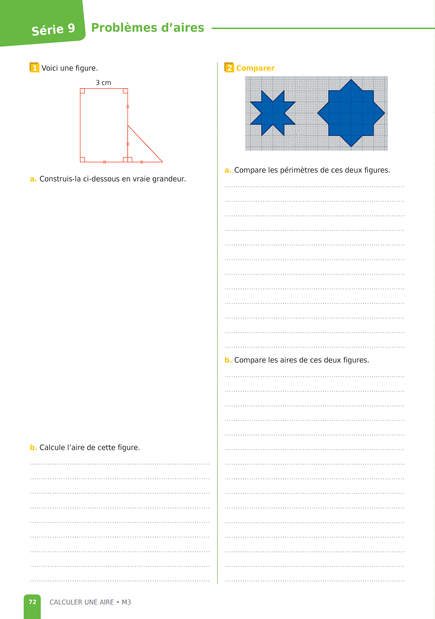 Série 9
Problèmes d’aires
1 Voici une figure.
3 cm
a. Construis-la ci-dessous en vraie grandeur.
b. Calcule l’aire de cette figure.
2 Comparer
a. Compare les périmètres de ces deux figures.
b. Compare les aires de ces deux figures.
72 CALCULER UNE AIRE • M3